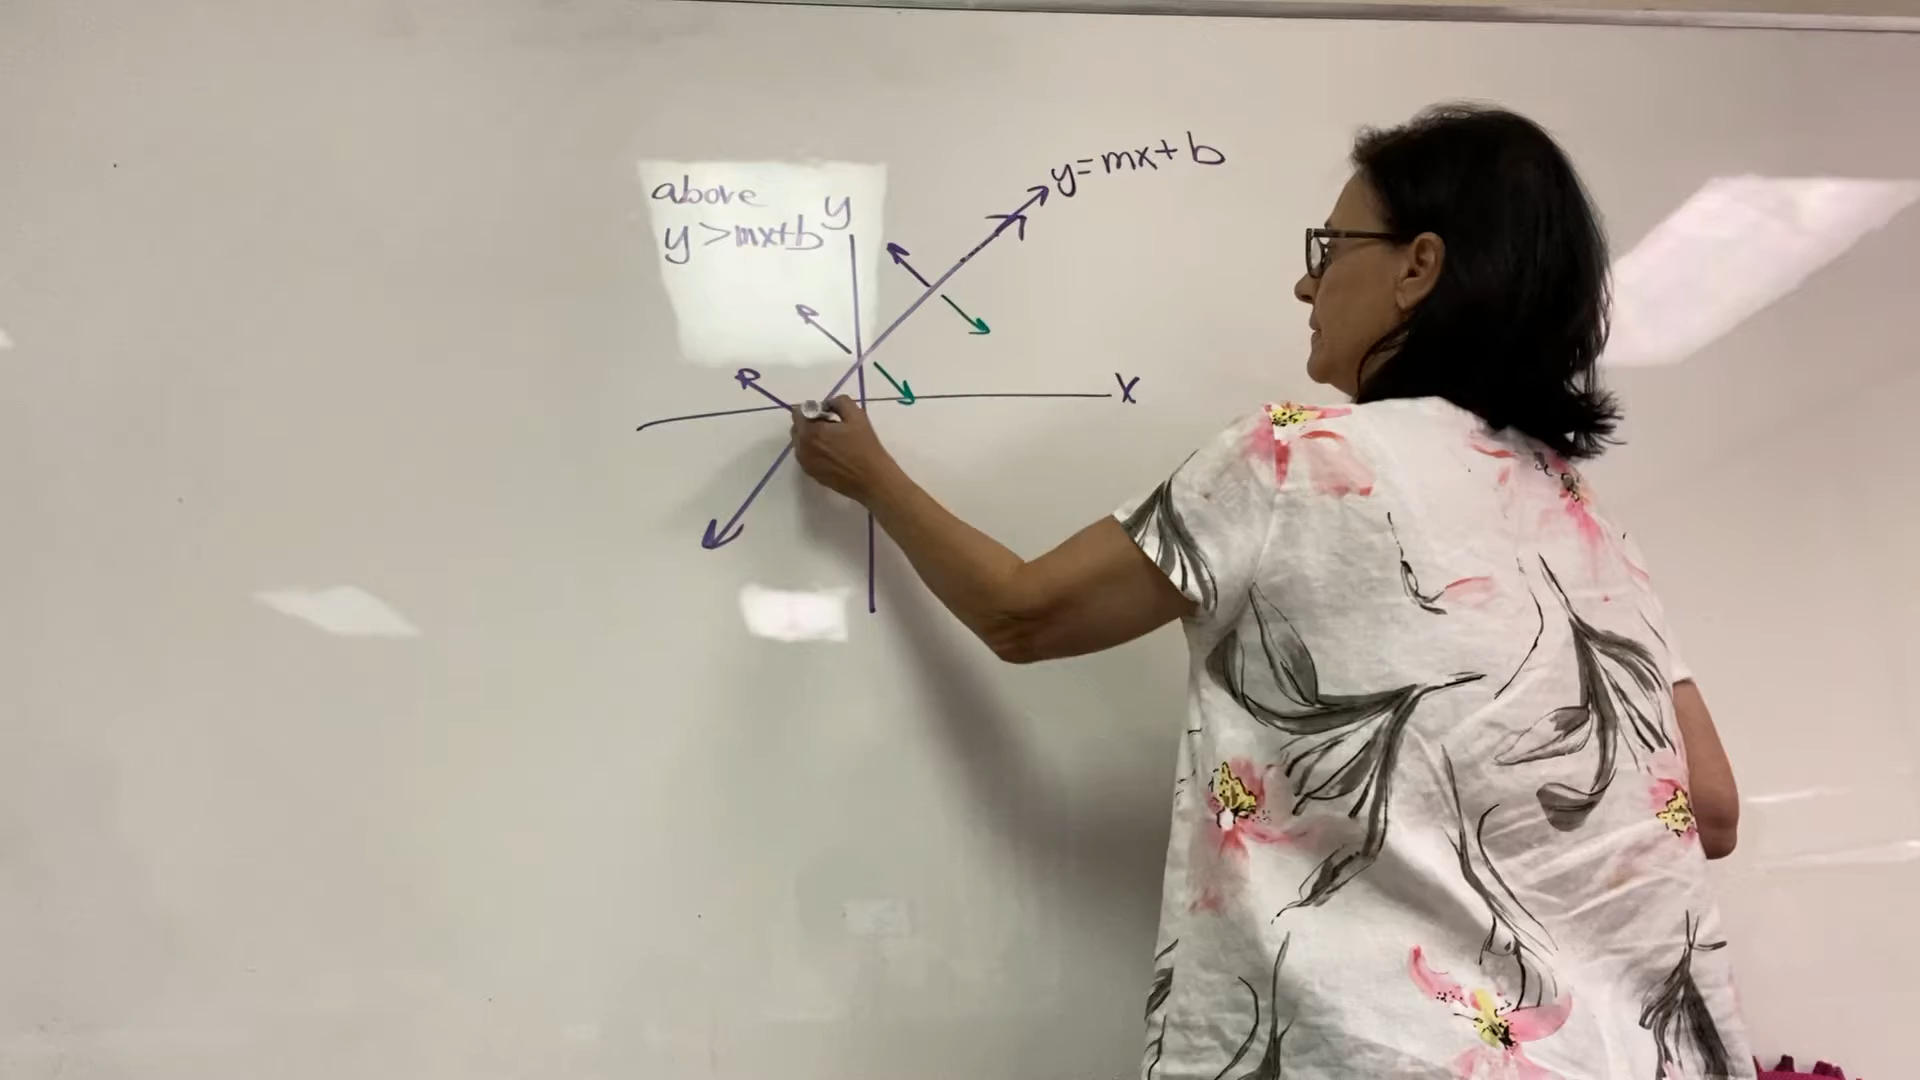 above
y > mx+b
y
y = mx + b
x